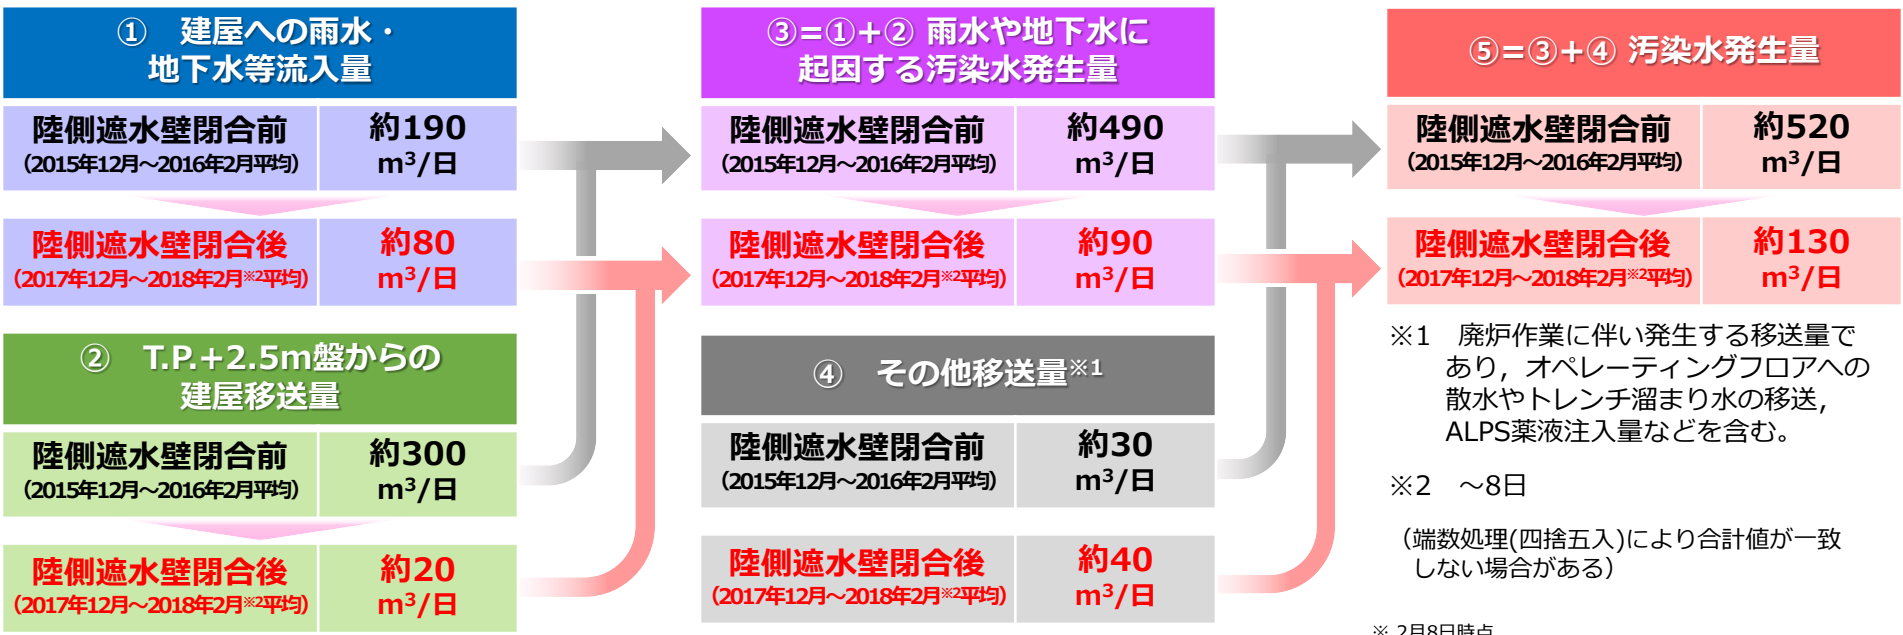 ① 建屋への雨水・
地下水等流入量
陸側遮水壁閉合前
（2015年12月～2016年2月平均）
約190
m³/日
陸側遮水壁閉合後
（2017年12月～2018年2月※2平均）
約80
m³/日
② T.P.+2.5m盤からの
建屋移送量
陸側遮水壁閉合前
（2015年12月～2016年2月平均）
約300
m³/日
陸側遮水壁閉合後
（2017年12月～2018年2月※2平均）
約20
m³/日
③=①+② 雨水や地下水に
起因する汚染水発生量
陸側遮水壁閉合前
（2015年12月～2016年2月平均）
約490
m³/日
陸側遮水壁閉合後
（2017年12月～2018年2月※2平均）
約90
m³/日
④ その他移送量※1
陸側遮水壁閉合前
（2015年12月～2016年2月平均）
約30
m³/日
陸側遮水壁閉合後
（2017年12月～2018年2月※2平均）
約40
m³/日
⑤=③+④ 汚染水発生量
陸側遮水壁閉合前
（2015年12月～2016年2月平均）
約520
m³/日
陸側遮水壁閉合後
（2017年12月～2018年2月※2平均）
約130
m³/日
※1 廃炉作業に伴い発生する移送量で
あり，オペレーティングフロアへの
散水やトレンチ溜まり水の移送，
ALPS薬液注入量などを含む。
※2 ～8日
（端数処理(四捨五入)により合計値が一致
しない場合がある）
※ 2月8日時点